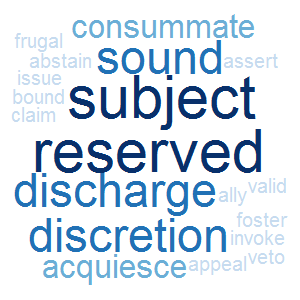 consummate
frugal
abstain sound assert
issue
bound subject
claim
reserved
discharge ally valid
discretion foster
invoke
acquiesce appeal veto